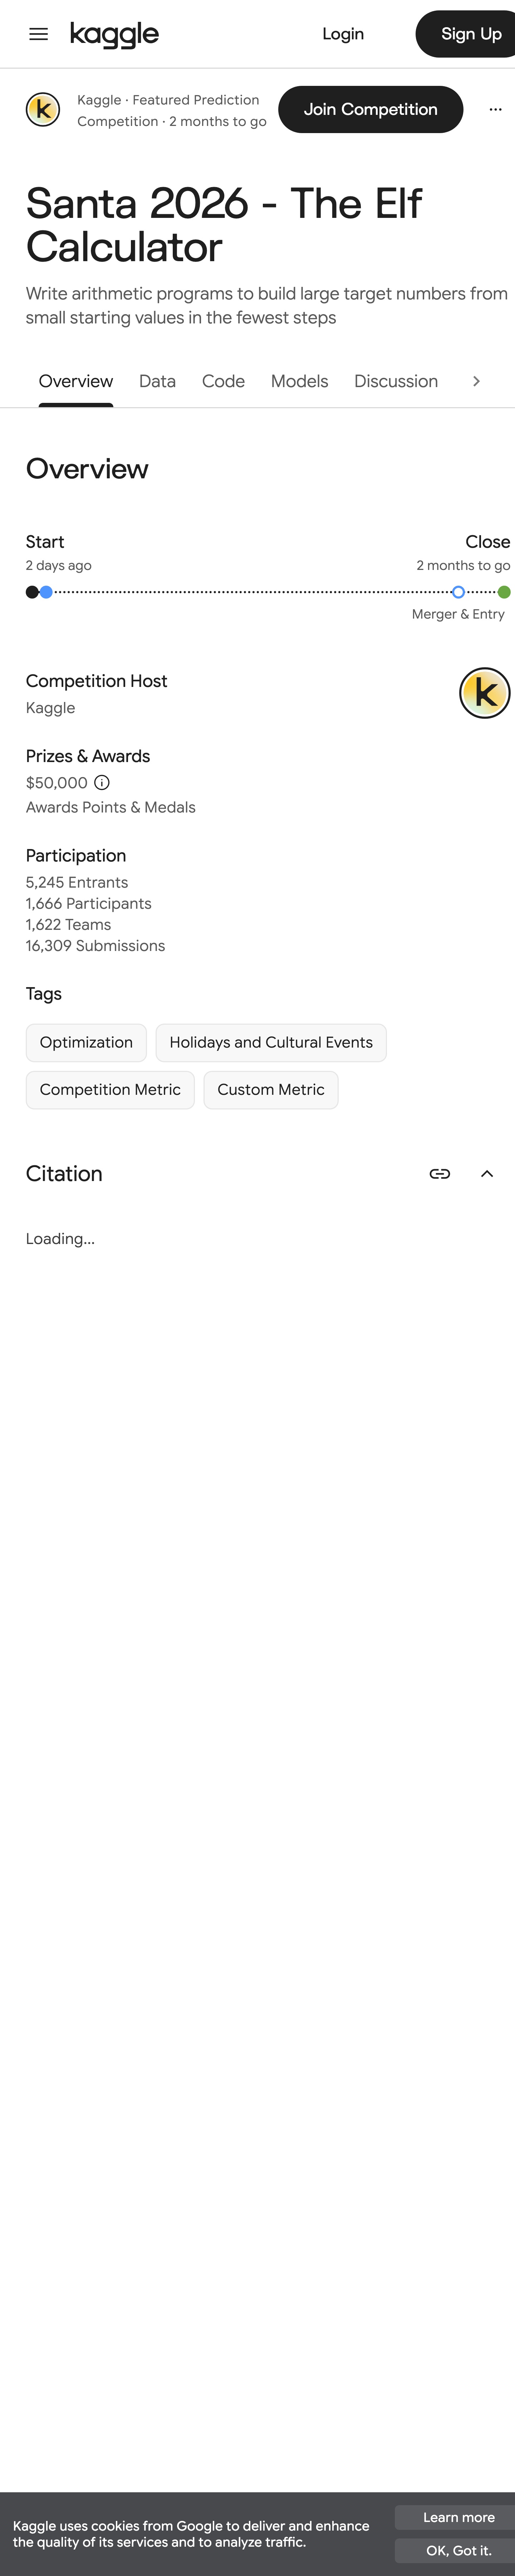 kaggle
Login
Sign Up
Kaggle · Featured Prediction
Competition · 2 months to go
Join Competition
...
Santa 2026 - The Elf
Calculator
Write arithmetic programs to build large target numbers from
small starting values in the fewest steps
Overview
Data
Code
Models
Discussion
Overview
Start
Close
2 days ago
2 months to go
Merger & Entry
Competition Host
Kaggle
k
Prizes & Awards
$50,000
Awards Points & Medals
Participation
5,245 Entrants
1,666 Participants
1,622 Teams
16,309 Submissions
Tags
Optimization
Holidays and Cultural Events
Competition Metric
Custom Metric
Citation
Loading...
Kaggle uses cookies from Google to deliver and enhance
the quality of its services and to analyze traffic.
Learn more
OK, Got it.